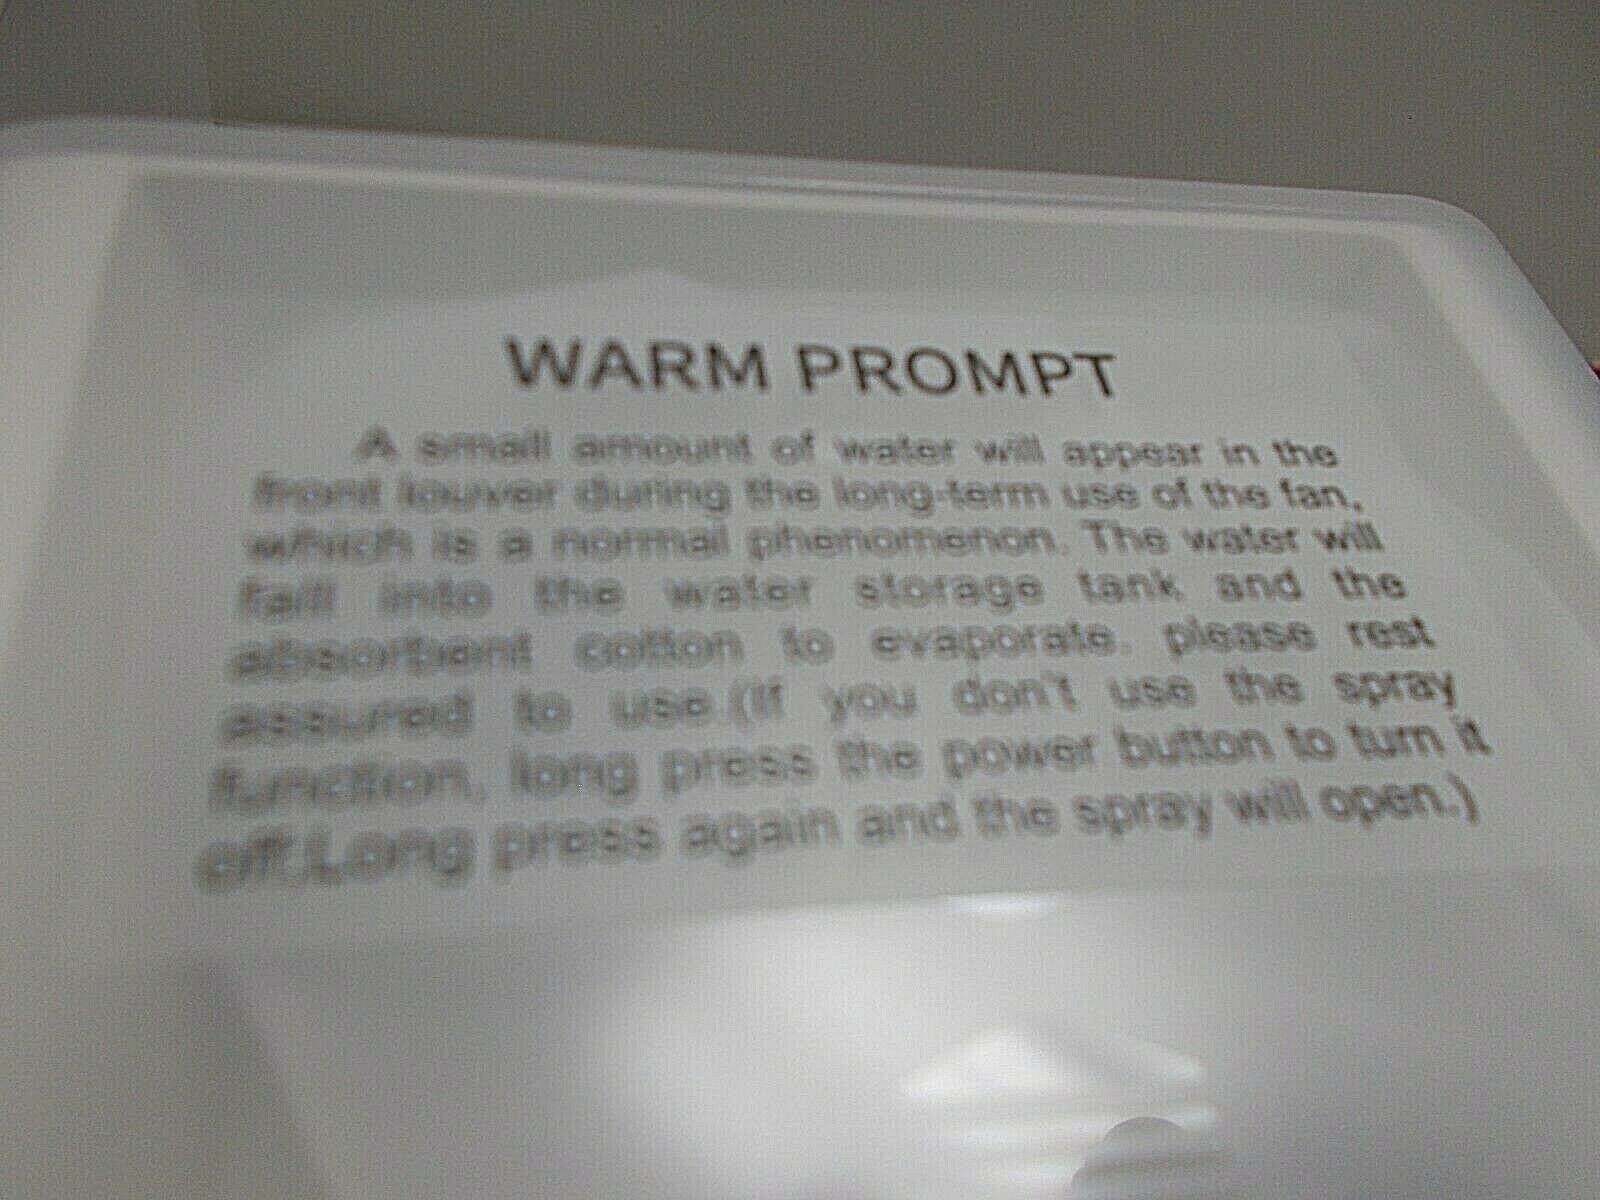 WARM PROMPT
A small amount of water will appear in the
front louver during the long-term use of the fan,
which is a normal phenomenon. The water will
fall into the water storage tank and the
absorbent cotton to evaporate. please rest
assured to use.(If you don't use the spray
function, long press the power button to turn it
off.Long press again and the spray will open.)